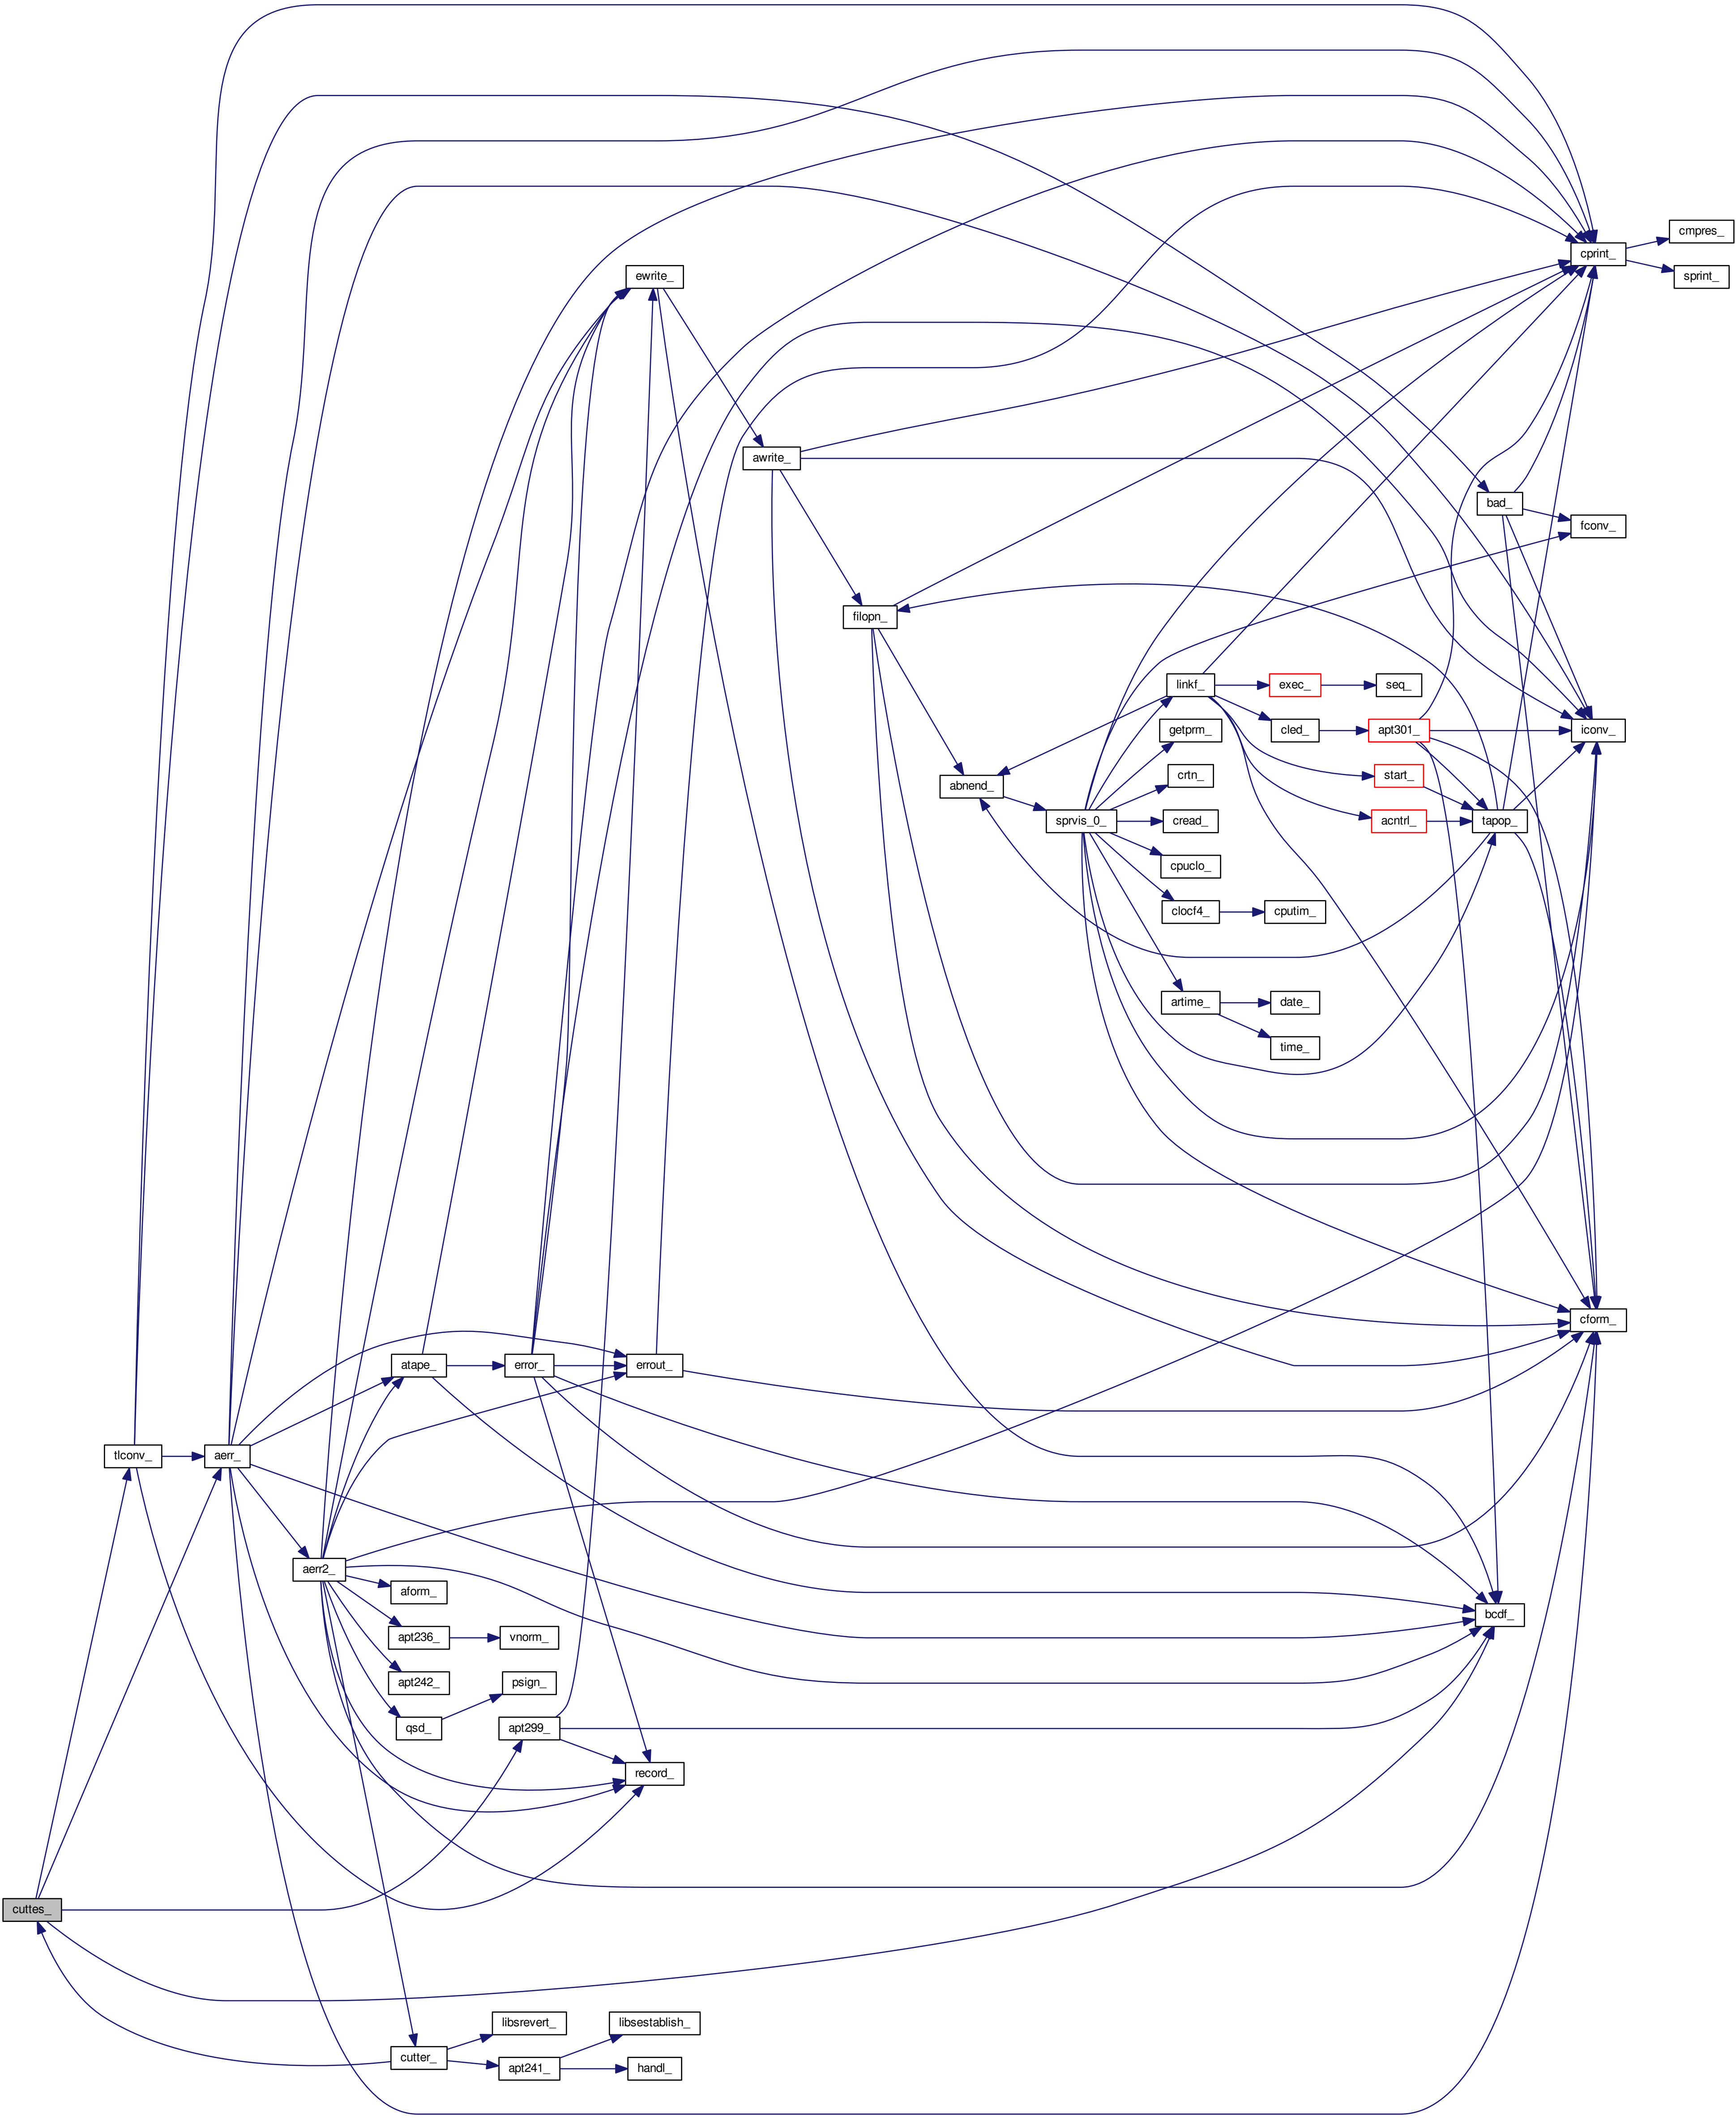 cmpres_
cprint_
sprint_
ewrite_
awrite_
bad_
fconv_
filopn_
linkf_
exec_
seq_
getprm_
cled_
apt301_
iconv_
abnend_
crtn_
start_
sprvis_0_
cread_
acntrl_
tapop_
cpuclo_
clocf4_
cputim_
artime_
date_
time_
cform_
atape_
error_
errout_
tlconv_
aerr_
aerr2_
aform_
bcdf_
apt236_
vnorm_
apt242_
psign_
qsd_
apt299_
record_
cuttes_
libsrevert_
libsestablish_
cutter_
apt241_
handl_